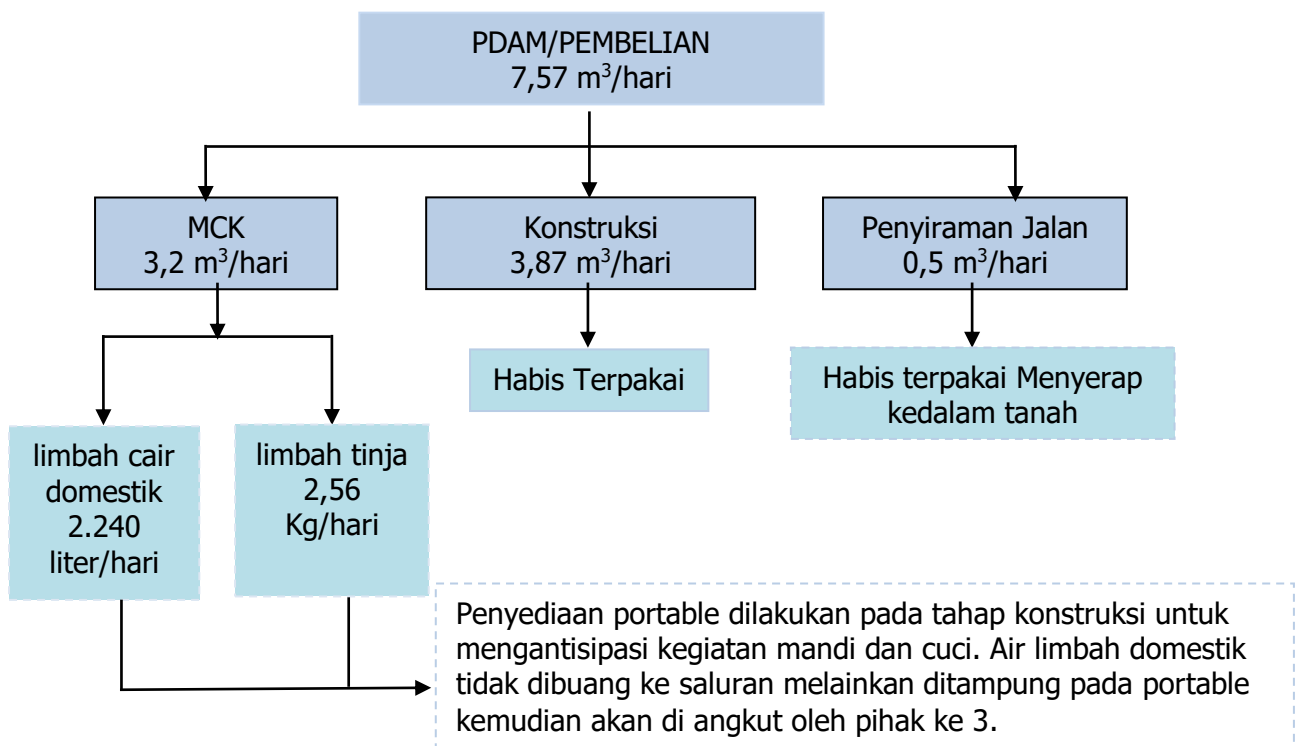 PDAM/PEMBELIAN
7,57 m³/hari
MCK
3,2 m³/hari
Konstruksi
3,87 m³/hari
Penyiraman Jalan
0,5 m³/hari
Habis Terpakai
Habis terpakai Menyerap
kedalam tanah
limbah cair
domestik
2.240
liter/hari
limbah tinja
2,56
Kg/hari
Penyediaan portable dilakukan pada tahap konstruksi untuk
mengantisipasi kegiatan mandi dan cuci. Air limbah domestik
tidak dibuang ke saluran melainkan ditampung pada portable
kemudian akan di angkut oleh pihak ke 3.